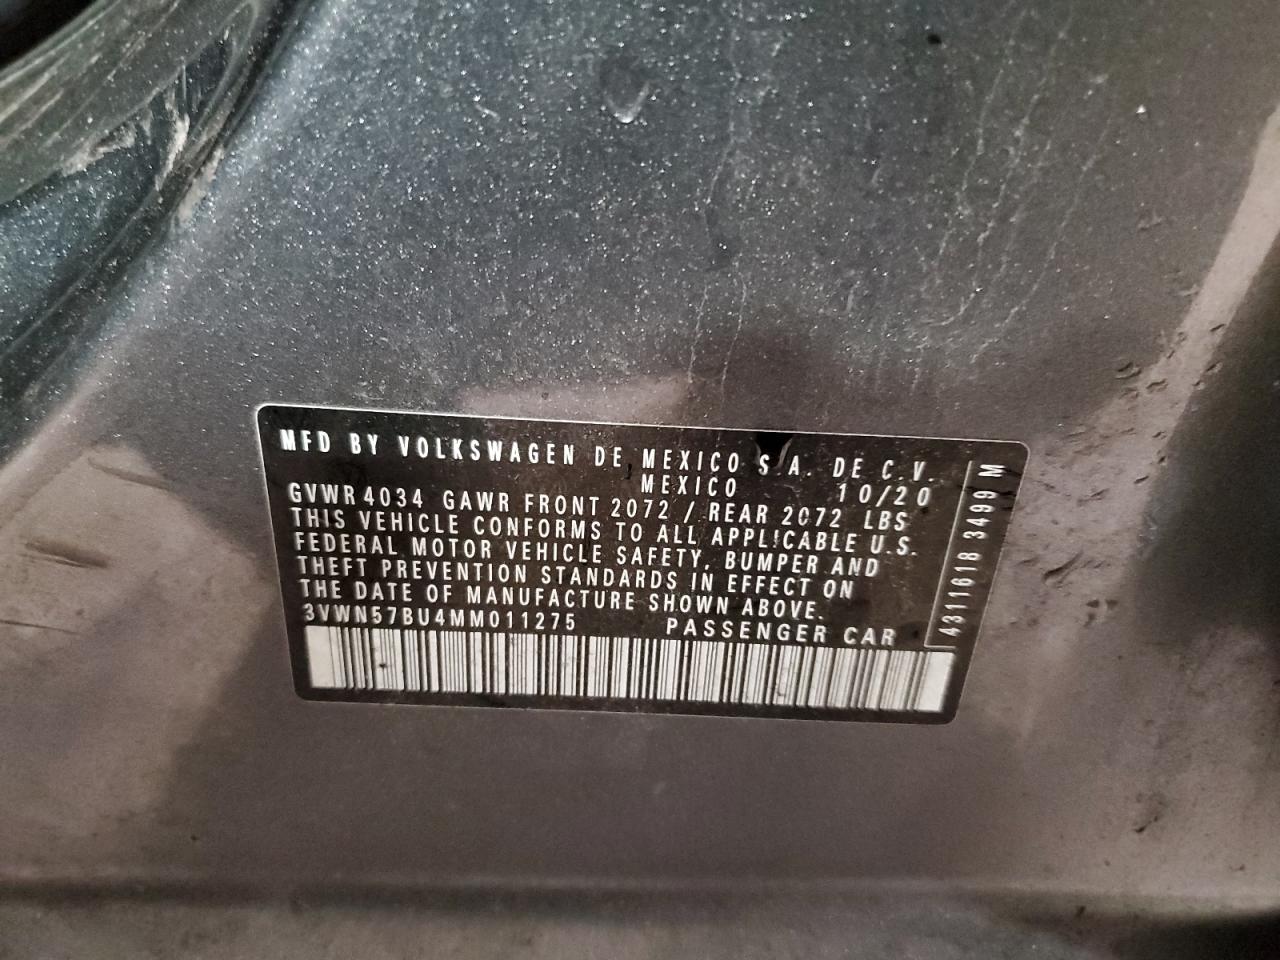 MFD BY VOLKSWAGEN DE MEXICO S.A. DE C.V.
MEXICO 10/20
GVWR 4034 GAWR FRONT 2072 / REAR 2072 LBS
THIS VEHICLE CONFORMS TO ALL APPLICABLE U.S.
FEDERAL MOTOR VEHICLE SAFETY, BUMPER AND
THEFT PREVENTION STANDARDS IN EFFECT ON
THE DATE OF MANUFACTURE SHOWN ABOVE.
3VWN57BU4MM011275 PASSENGER CAR
4311618 3499 M